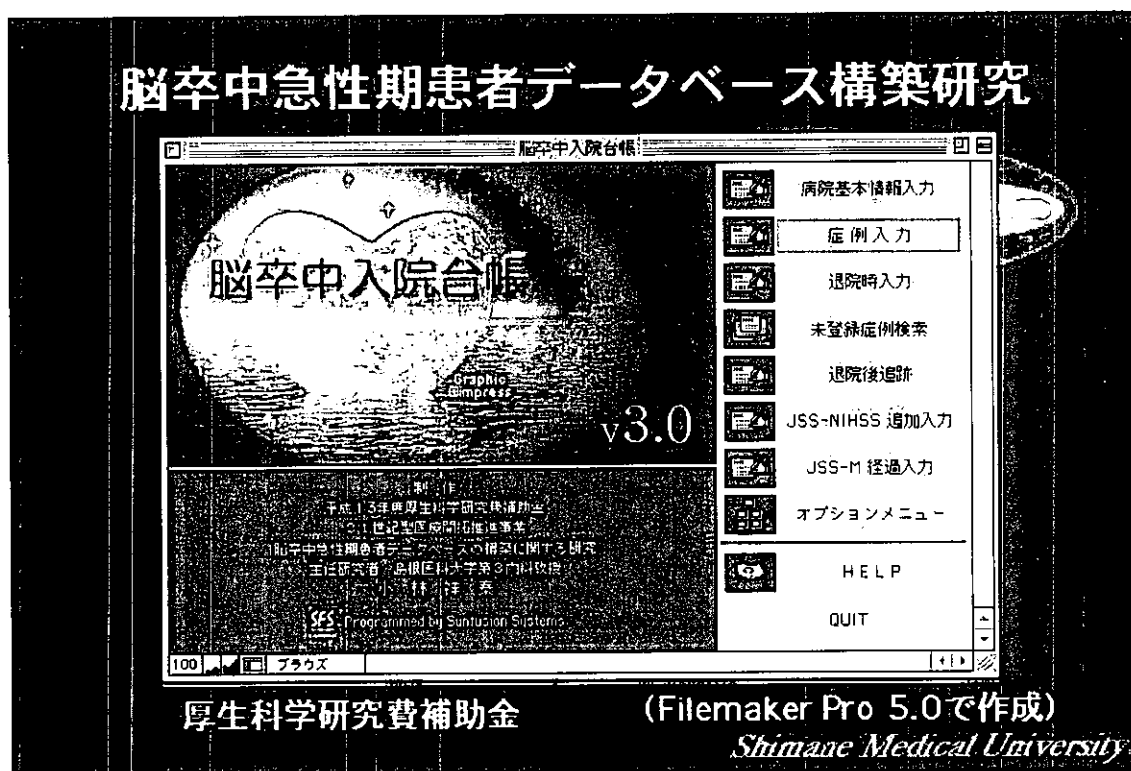 脳卒中急性期患者データベース構築研究
脳卒中入院台帳
脳卒中入院台帳
Graphic
@impress
v3.0
病院基本情報入力
症例入力
退院時入力
未登録症例検索
退院後追跡
JSS-NIHSS 追加入力
JSS-M 経過入力
オプションメニュー
HELP
QUIT
制作
平成13年度厚生科学研究費補助金
21世紀型医療開拓推進事業
脳卒中急性期患者データベースの構築に関する研究
主任研究者 島根医科大学第3内科教授
小林祥泰
SFS Programmed by Sunfusion Systems
100 ブラウズ
厚生科学研究費補助金
(Filemaker Pro 5.0で作成)
Shimane Medical University